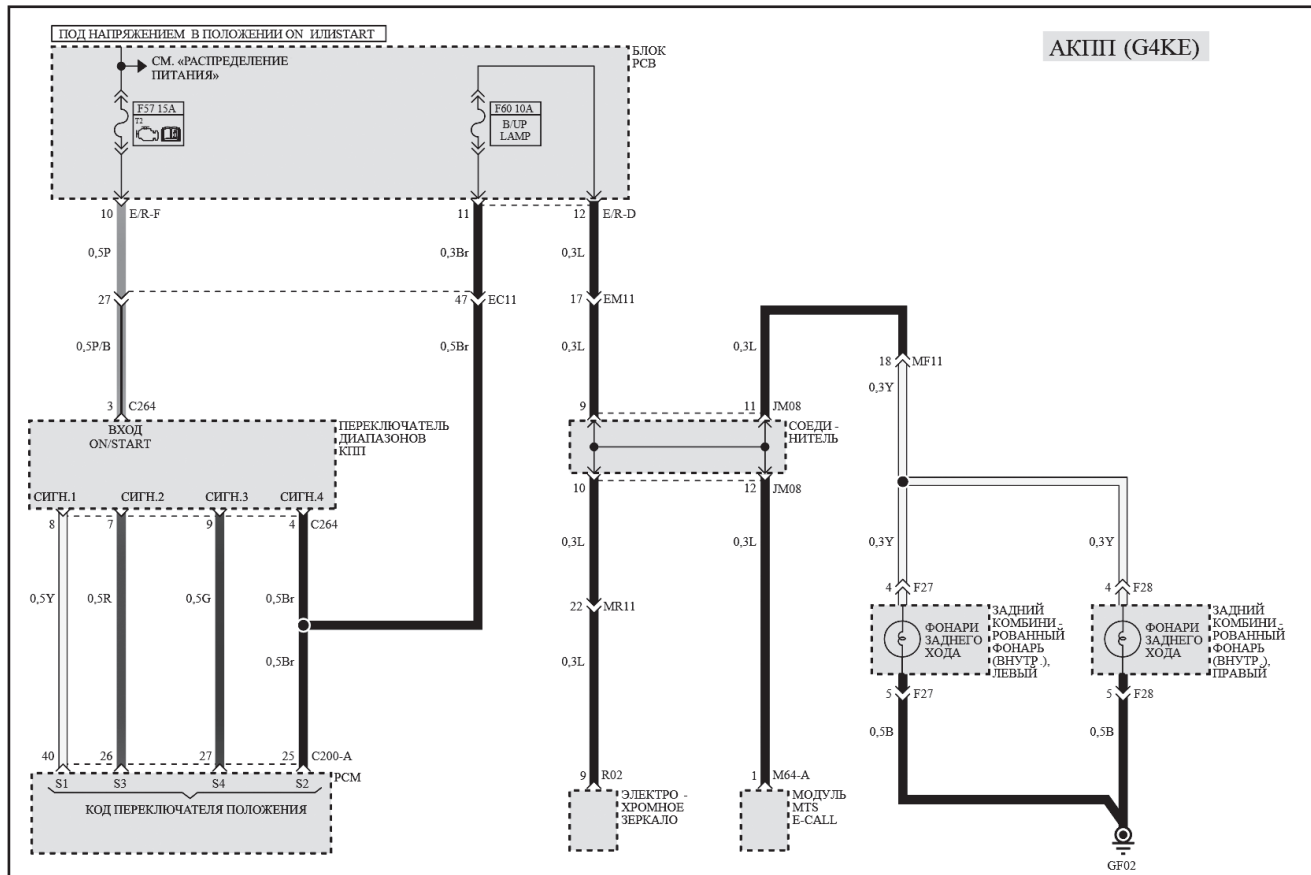 ПОД НАПРЯЖЕНИЕМ В ПОЛОЖЕНИИ ON ИЛИSTART
АКПП (G4KE)
СМ. «РАСПРЕДЕЛЕНИЕ
ПИТАНИЯ»
БЛОК
PCB
F57 15A
T2
F60 10A
B/UP
LAMP
10 E/R-F
11
12 E/R-D
0,5P
0,3Br
0,3L
27
47 EC11
17 EM11
0,5P/B
0,5Br
0,3L
0,3L
18 MF11
0,3Y
3 C264
9
11 JM08
ВХОД
ON/START
ПЕРЕКЛЮЧАТЕЛЬ
ДИАПАЗОНОВ
КПП
СОЕДИ -
НИТЕЛЬ
СИГН.1
СИГН.2
СИГН.3
СИГН.4
10
12 JM08
8
7
9
4 C264
0,3L
0,3L
0,3Y
0,3Y
0,5Y
0,5R
0,5G
0,5Br
22 MR11
4 F27
4 F28
ФОНАРИ
ЗАДНЕГО
ХОДА
ЗАДНИЙ
КОМБИНИ -
РОВАННЫЙ
ФОНАРЬ
(ВНУТР .),
ЛЕВЫЙ
ФОНАРИ
ЗАДНЕГО
ХОДА
ЗАДНИЙ
КОМБИНИ -
РОВАННЫЙ
ФОНАРЬ
(ВНУТР .),
ПРАВЫЙ
0,5Br
0,3L
5 F27
5 F28
0,5B
0,5B
40
26
27
25 C200-A
9 R02
1 M64-A
PCM
S1
S3
S4
S2
КОД ПЕРЕКЛЮЧАТЕЛЯ ПОЛОЖЕНИЯ
ЭЛЕКТРО -
ХРОМНОЕ
ЗЕРКАЛО
МОДУЛЬ
MTS
E-CALL
GF02